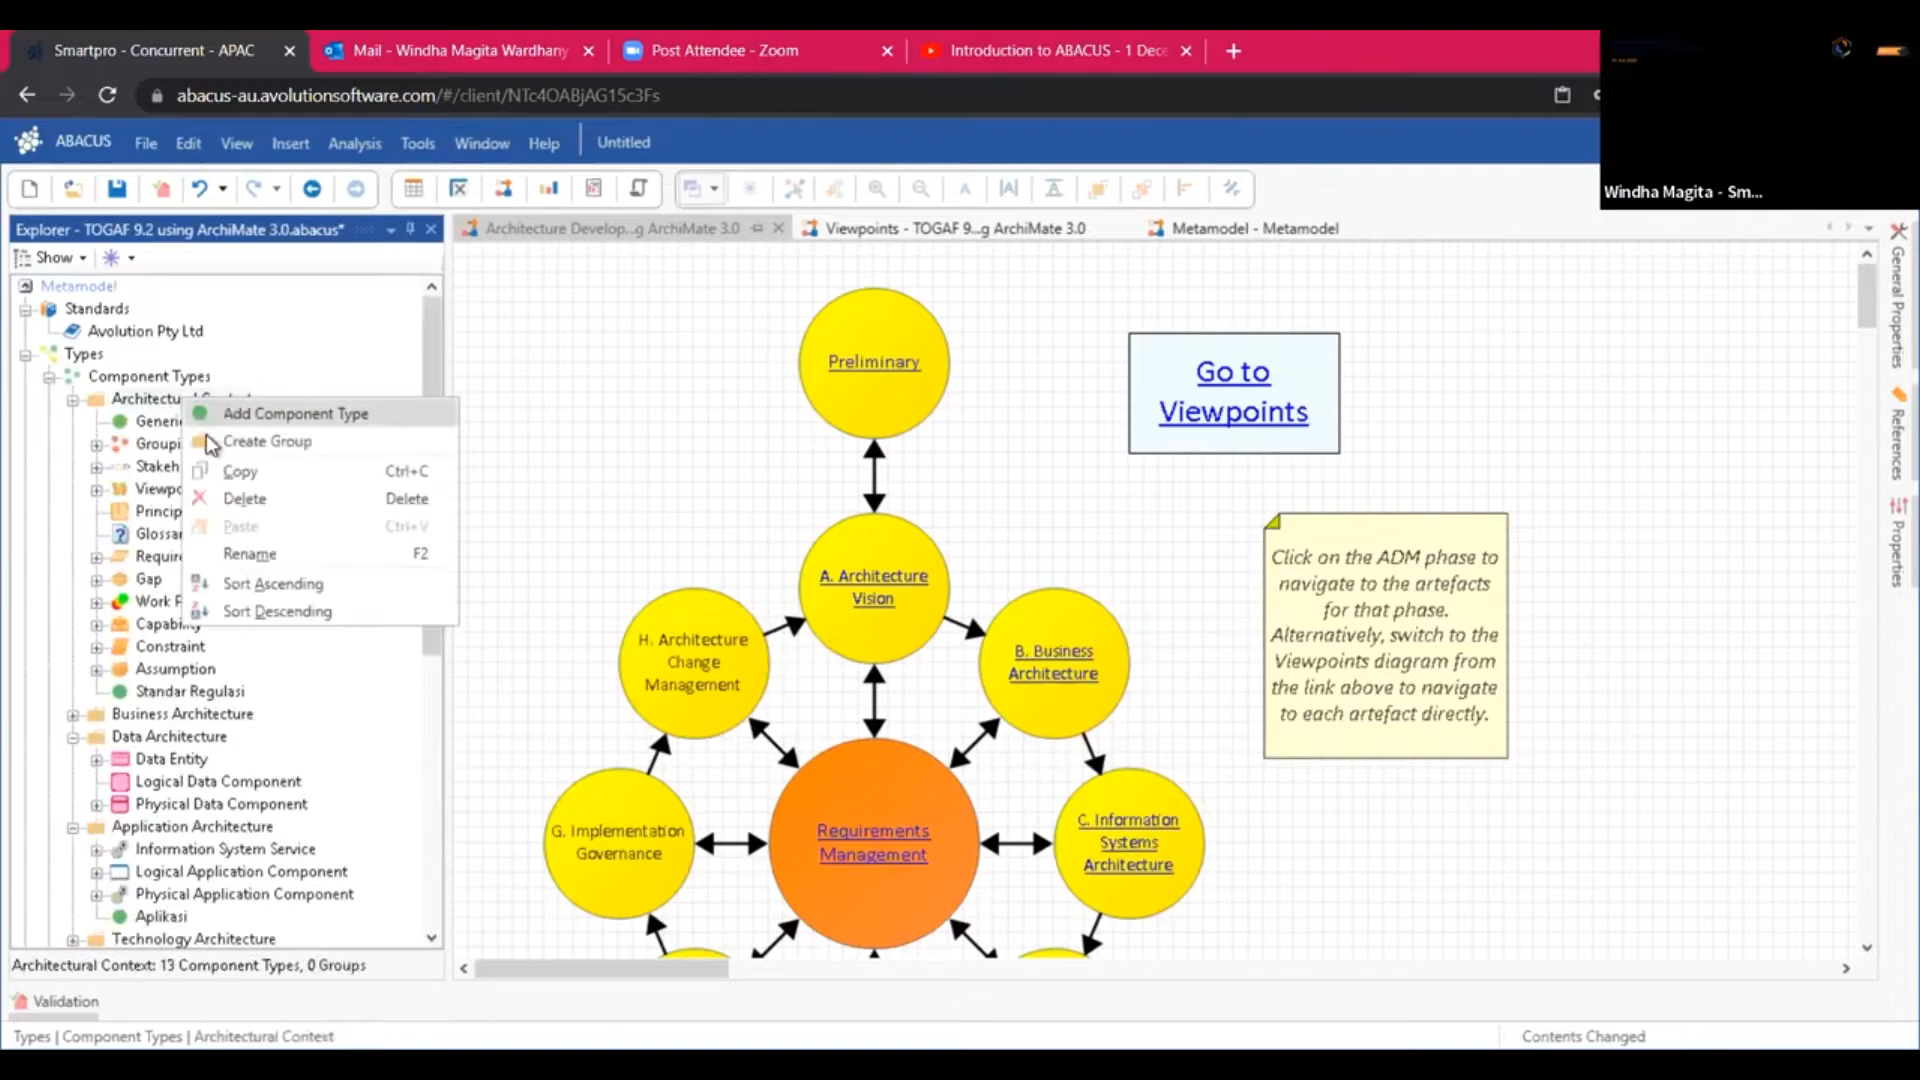 Smartpro - Concurrent - APAC
Mail - Windha Magita Wardhany
Post Attendee - Zoom
Introduction to ABACUS - 1 Dec
abacus-au.avolutionsoftware.com/#/client/NTc4OABjAG15c3Fs
Windha Magita - Sm...
ABACUS File Edit View Insert Analysis Tools Window Help Untitled
Explorer - TOGAF 9.2 using ArchiMate 3.0.abacus*
Architecture Develop...g ArchiMate 3.0
Viewpoints - TOGAF 9...g ArchiMate 3.0
Metamodel - Metamodel
Show
Metamodel
Standards
Avolution Pty Ltd
Types
Component Types
Architectur
Generi
Groupi
Stakeh
Viewpo
Princip
Glossar
Require
Gap
Work P
Capability
Constraint
Assumption
Standar Regulasi
Business Architecture
Data Architecture
Data Entity
Logical Data Component
Physical Data Component
Application Architecture
Information System Service
Logical Application Component
Physical Application Component
Aplikasi
Technology Architecture
Architectural Context: 13 Component Types, 0 Groups
Add Component Type
Create Group
Copy Ctrl+C
Delete Delete
Paste Ctrl+V
Rename F2
Sort Ascending
Sort Descending
Preliminary
Go to
Viewpoints
A. Architecture
Vision
H. Architecture
Change
Management
B. Business
Architecture
G. Implementation
Governance
Requirements
Management
C. Information
Systems
Architecture
Click on the ADM phase to
navigate to the artefacts
for that phase.
Alternatively, switch to the
Viewpoints diagram from
the link above to navigate
to each artefact directly.
General Properties
References
Properties
Validation
Types | Component Types | Architectural Context
Contents Changed